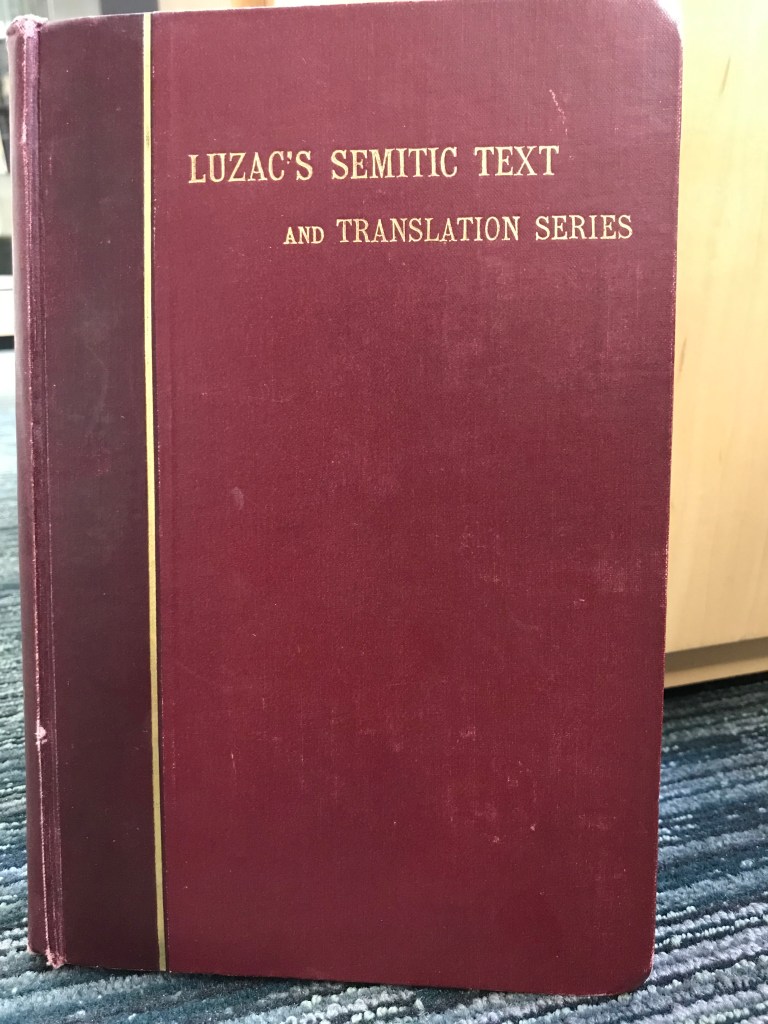 LUZAC'S SEMITIC TEXT
AND TRANSLATION SERIES